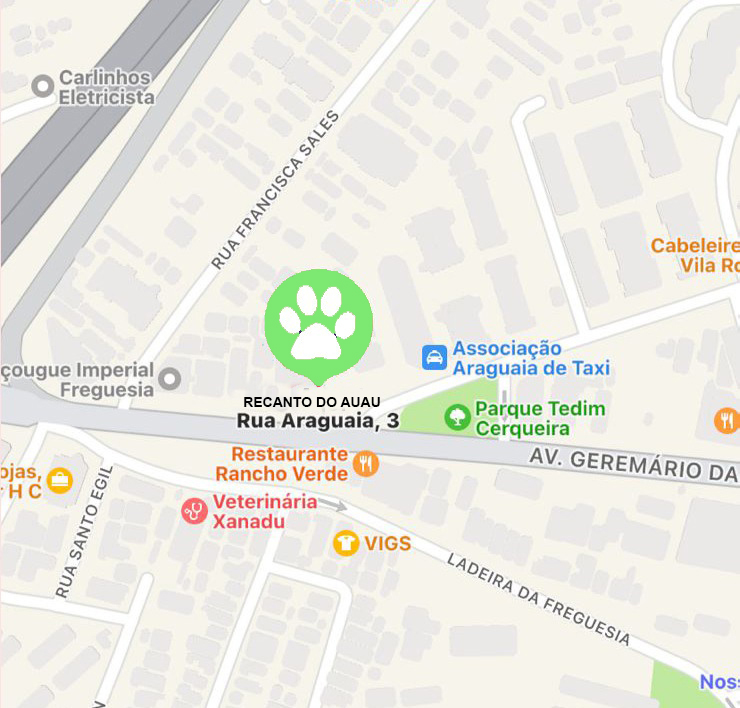 Carlinhos
Eletricista
RUA FRANCISCA SALES
Cabeleire
Vila Ro
Associação
Araguaia de Taxi
çougue Imperial
Freguesia
RECANTO DO AUAU
Rua Araguaia, 3
Parque Tedim
Cerqueira
Restaurante
Rancho Verde
AV. GEREMÁRIO DA
ojas,
r H C
Veterinária
Xanadu
RUA SANTO EGIL
VIGS
LADEIRA DA FREGUESIA
Nos
N